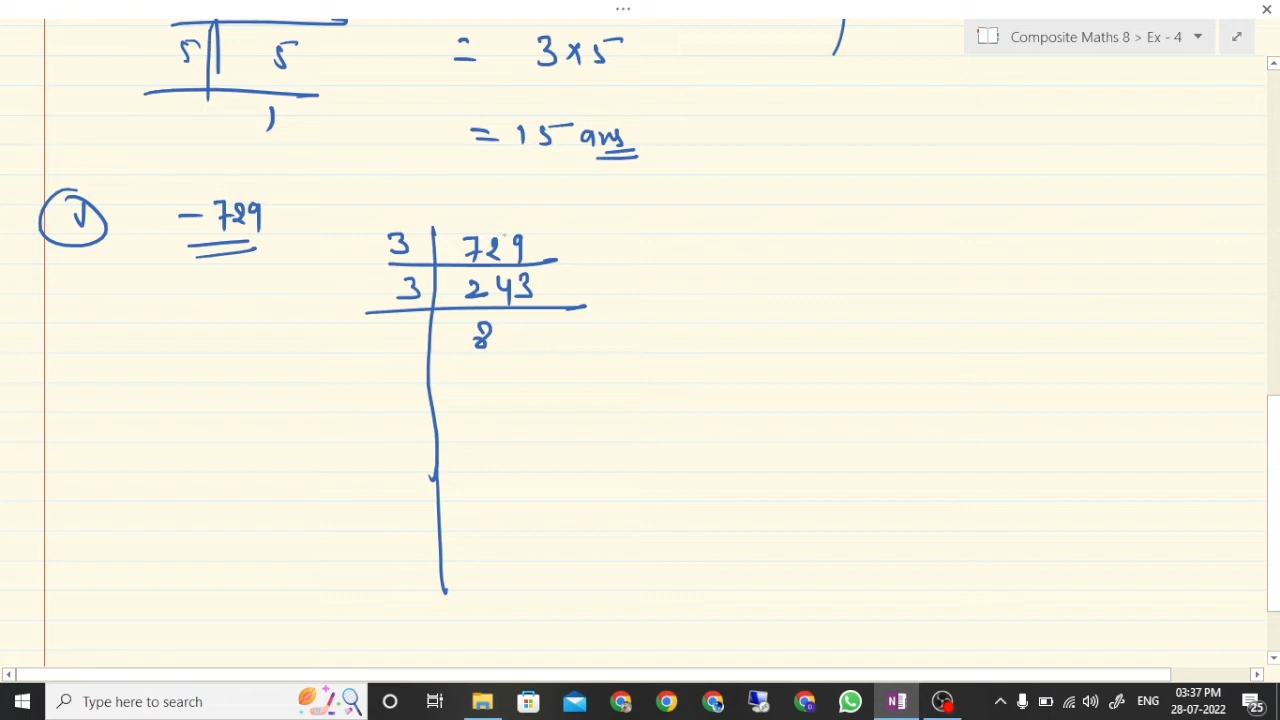 ...
Composite Maths 8 > Ex - 4
5 | 5
1
= 3×5
= 15 ans
v
- 729
3 | 729
3 | 243
8
Type here to search
ENG
03:37 PM
28-07-2022
25